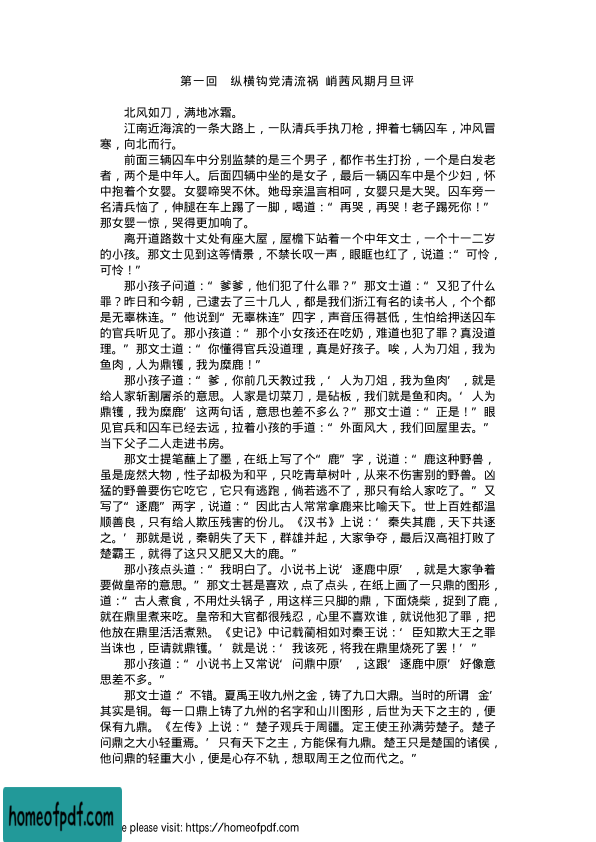 第一回 纵横钩党清流祸 峭茜风期月旦评
北风如刀，满地冰霜。
江南近海滨的一条大路上，一队清兵手执刀枪，押着七辆囚车，冲风冒
寒，向北而行。
前面三辆囚车中分别监禁的是三个男子，都作书生打扮，一个是白发老
者，两个是中年人。后面四辆中坐的是女子，最后一辆囚车中是个少妇，怀
中抱着个女婴。女婴啼哭不休。她母亲温言相呵，女婴只是大哭。囚车旁一
名清兵恼了，伸腿在车上踢了一脚，喝道：“再哭，再哭！老子踢死你！”
那女婴一惊，哭得更加响了。
离开道路数十丈处有座大屋，屋檐下站着一个中年文士，一个十一二岁
的小孩。那文士见到这等情景，不禁长叹一声，眼眶也红了，说道：“可怜，
可怜！”
那小孩子问道：“爹爹，他们犯了什么罪？”那文士道：“又犯了什么
罪？昨日和今朝，己逮去了三十几人，都是我们浙江有名的读书人，个个都
是无辜株连。”他说到“无辜株连”四字，声音压得甚低，生怕给押送囚车
的官兵听见了。那小孩道：“那个小女孩还在吃奶，难道也犯了罪？真没道
理。”那文士道：“你懂得官兵没道理，真是好孩子。唉，人为刀俎，我为
鱼肉，人为鼎镬，我为糜鹿！”
那小孩子道：“爹，你前几天教过我，‘人为刀俎，我为鱼肉’，就是
给人家斩割屠杀的意思。人家是切菜刀，是砧板，我们就是鱼和肉。‘人为
鼎镬，我为糜鹿’这两句话，意思也差不多么？”那文士道：“正是！”眼
见官兵和囚车已经去远，拉着小孩的手道：“外面风大，我们回屋里去。”
当下父子二人走进书房。
那文士提笔蘸上了墨，在纸上写了个“鹿”字，说道：“鹿这种野兽，
虽是庞然大物，性子却极为和平，只吃青草树叶，从来不伤害别的野兽。凶
猛的野兽要伤它吃它，它只有逃跑，倘若逃不了，那只有给人家吃了。”又
写了“逐鹿”两字，说道：“因此古人常常拿鹿来比喻天下。世上百姓都温
顺善良，只有给人欺压残害的份儿。《汉书》上说：‘秦失其鹿，天下共逐
之。’那就是说，秦朝失了天下，群雄并起，大家争夺，最后汉高祖打败了
楚霸王，就得了这只又肥又大的鹿。”
那小孩点头道：“我明白了。小说书上说‘逐鹿中原’，就是大家争着
要做皇帝的意思。”那文士甚是喜欢，点了点头，在纸上画了一只鼎的图形，
道：“古人煮食，不用灶头锅子，用这样三只脚的鼎，下面烧柴，捉到了鹿，
就在鼎里煮来吃。皇帝和大官都很残忍，心里不喜欢谁，就说他犯了罪，把
他放在鼎里活活煮熟。《史记》中记载蔺相如对秦王说：‘臣知欺大王之罪
当诛也，臣请就鼎镬。’就是说：‘我该死，将我在鼎里烧死了罢！’”
那小孩道：“小说书上又常说‘问鼎中原’，这跟‘逐鹿中原’好像意
思差不多。”
那文士道：“不错。夏禹王收九州之金，铸了九口大鼎。当时的所谓 金’
其实是铜。每一口鼎上铸了九州的名字和山川图形，后世为天下之主的，便
保有九鼎。《左传》上说：“楚子观兵于周疆。定王使王孙满劳楚子。楚子
问鼎之大小轻重焉。’只有天下之主，方能保有九鼎。楚王只是楚国的诸侯，
他问鼎的轻重大小，便是心存不轨，想取周王之位而代之。”
homeofpdf.com
e please visit: https://homeofpdf.com